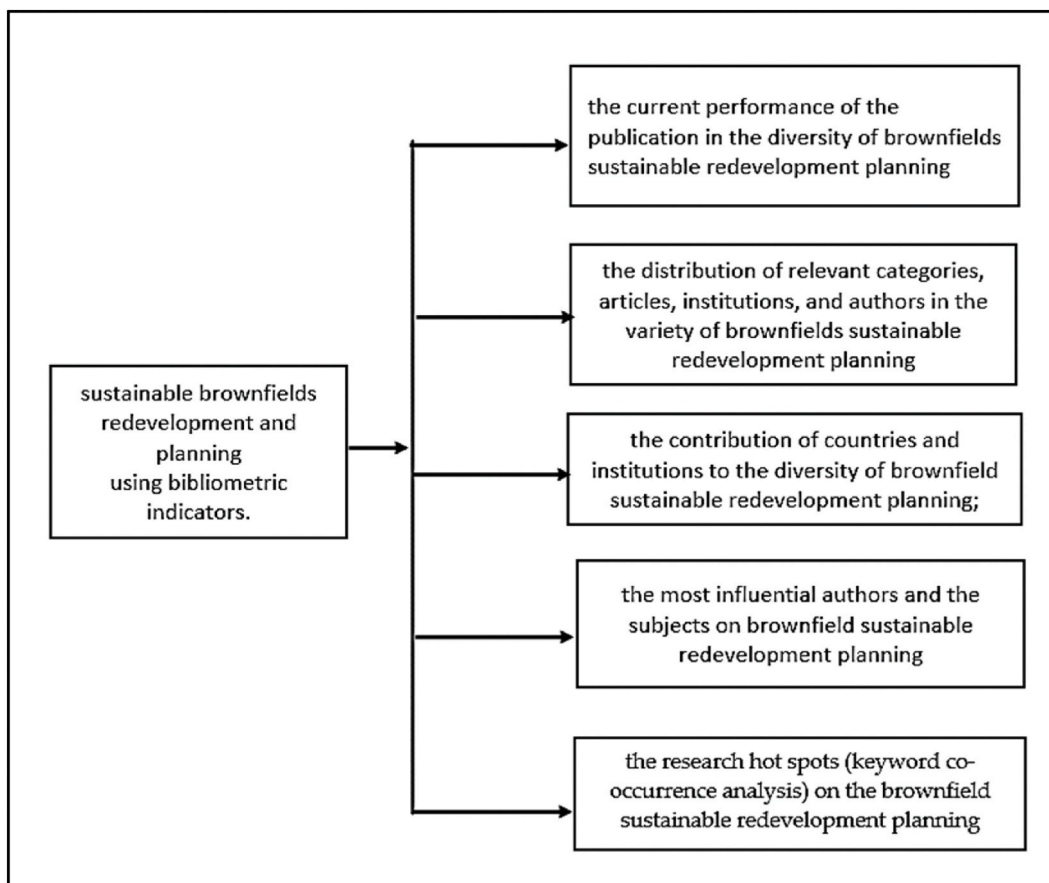 the current performance of the
publication in the diversity of brownfields
sustainable redevelopment planning
the distribution of relevant categories,
articles, institutions, and authors in the
variety of brownfields sustainable
redevelopment planning
sustainable brownfields
redevelopment and
planning
using bibliometric
indicators.
the contribution of countries and
institutions to the diversity of brownfield
sustainable redevelopment planning;
the most influential authors and the
subjects on brownfield sustainable
redevelopment planning
the research hot spots (keyword co-
occurrence analysis) on the brownfield
sustainable redevelopment planning